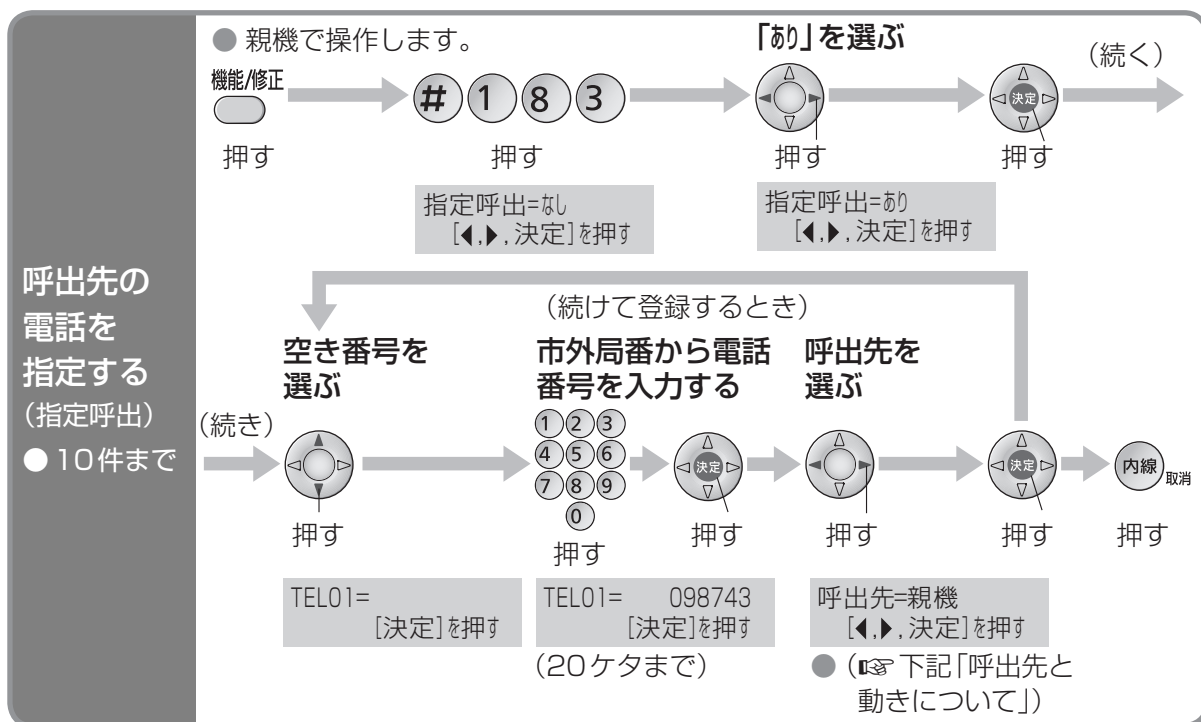 呼出先の
電話を
指定する
（指定呼出）
● 10件まで
● 親機で操作します。
機能/修正
押す
# 1 8 3
押す
指定呼出=なし
[◀,▶,決定]を押す
「あり」を選ぶ
押す
指定呼出=あり
[◀,▶,決定]を押す
決定
押す
（続く）
（続けて登録するとき）
（続き）
空き番号を
選ぶ
押す
TEL01=
[決定]を押す
市外局番から電話
番号を入力する
1 2 3
4 5 6
7 8 9
0
押す
決定
押す
TEL01= 098743
[決定]を押す
（20ケタまで）
呼出先を
選ぶ
押す
呼出先=親機
[◀,▶,決定]を押す
● （☞下記「呼出先と
動きについて」）
決定
押す
内線 取消
押す